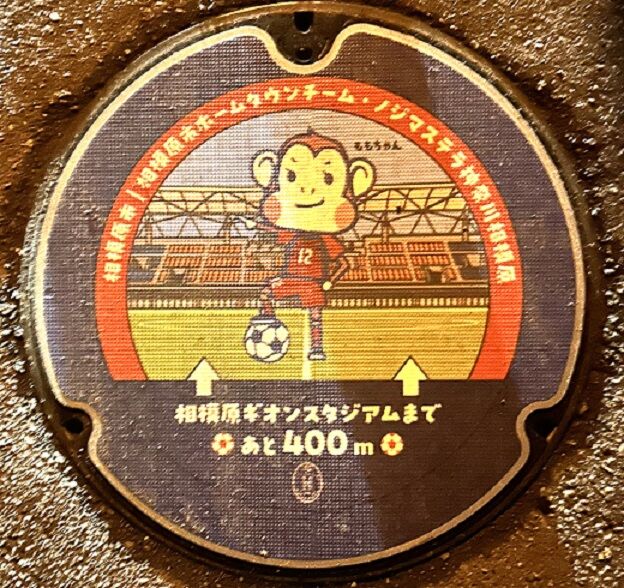 相模原市|相模原市ホームタウンチーム・ノジマステラ神奈川相模原
ももちゃん
12
相模原ギオンスタジアムまで
あと400m